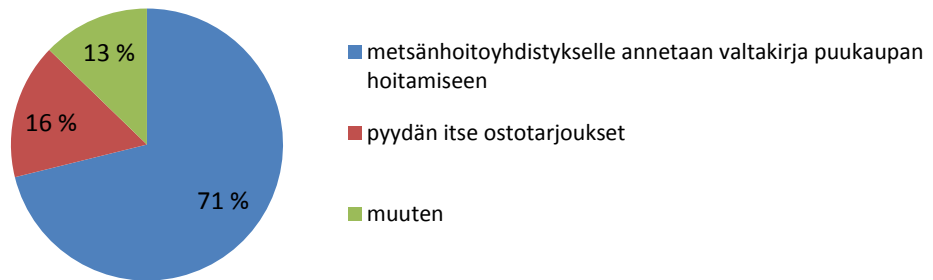 13 %
16 %
71 %
metsänhoitoyhdistykselle annetaan valtakirja puukaupan
hoitamiseen
pyydän itse ostotarjoukset
muuten